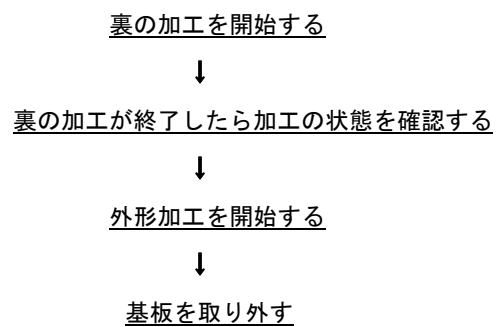 裏の加工を開始する
↓
裏の加工が終了したら加工の状態を確認する
↓
外形加工を開始する
↓
基板を取り外す